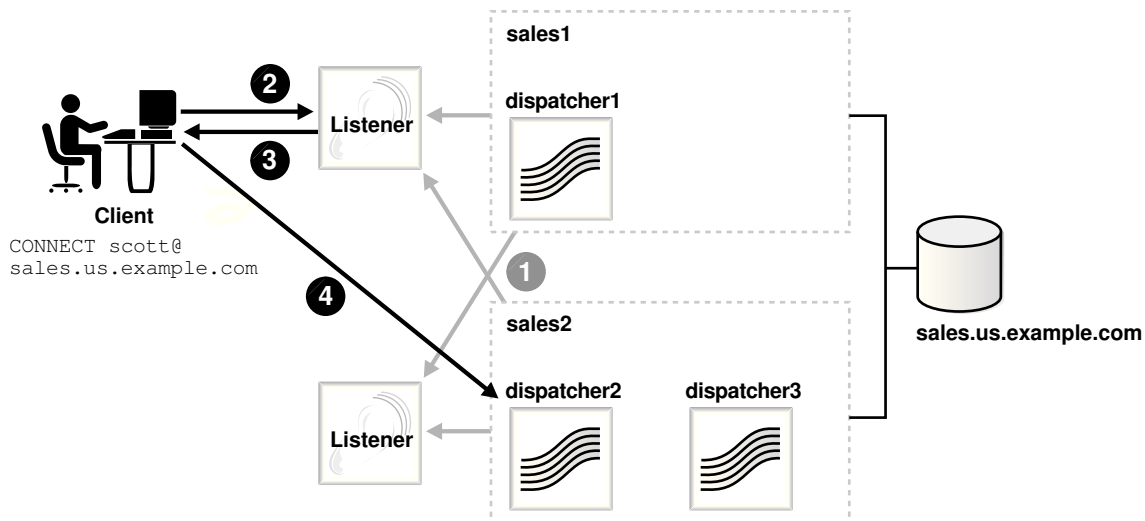 sales1
2
dispatcher1
Listener
3
Client
CONNECT scott@
sales.us.example.com
1
4
sales2
sales.us.example.com
dispatcher2
dispatcher3
Listener